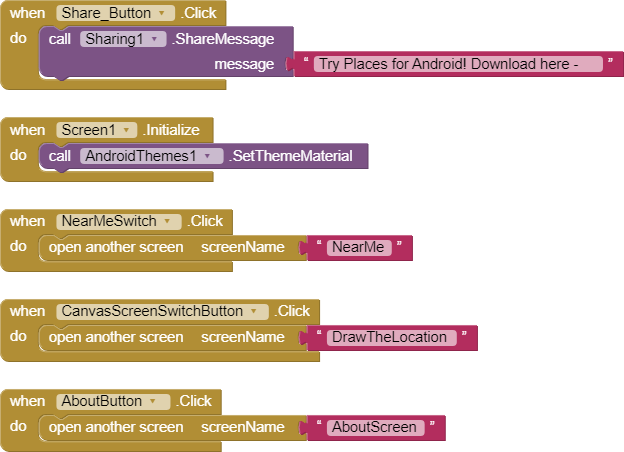 when Share_Button .Click
do call Sharing1 .ShareMessage
message “ Try Places for Android! Download here - ”
when Screen1 .Initialize
do call AndroidThemes1 .SetThemeMaterial
when NearMeSwitch .Click
do open another screen screenName “ NearMe ”
when CanvasScreenSwitchButton .Click
do open another screen screenName “ DrawTheLocation ”
when AboutButton .Click
do open another screen screenName “ AboutScreen ”